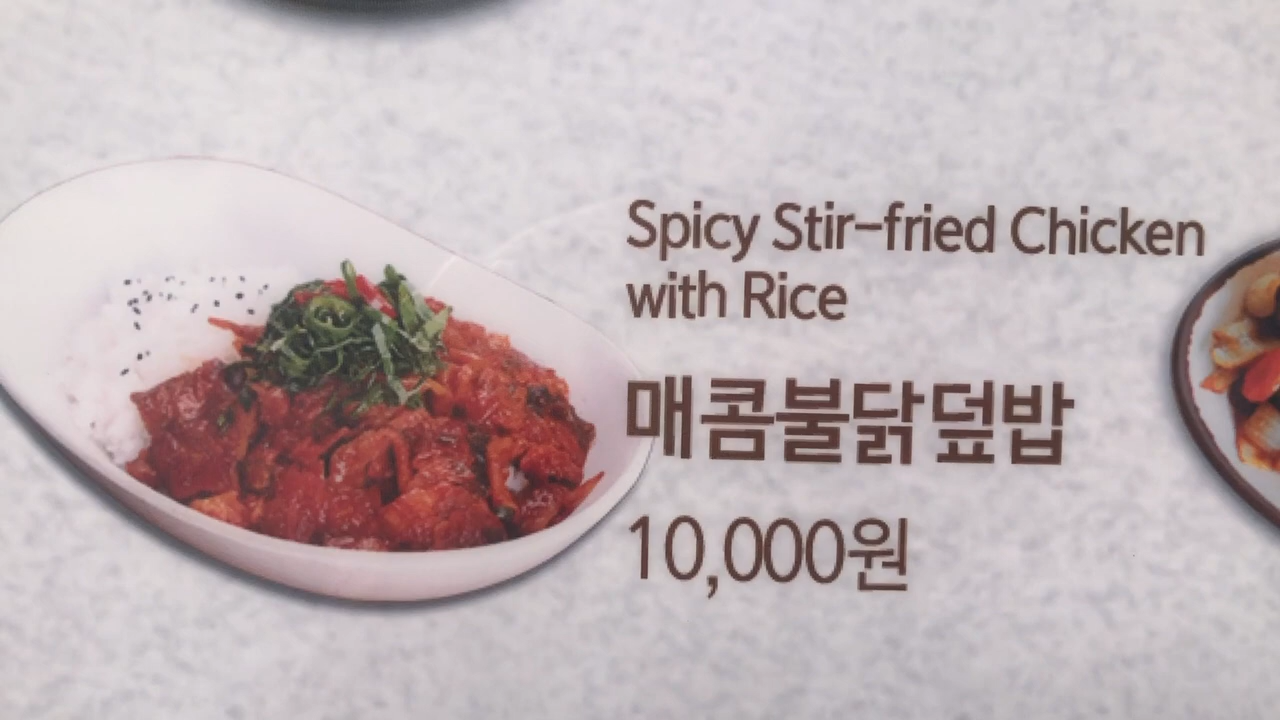 Spicy Stir-fried Chicken
with Rice
매콤불닭덮밥
10,000원